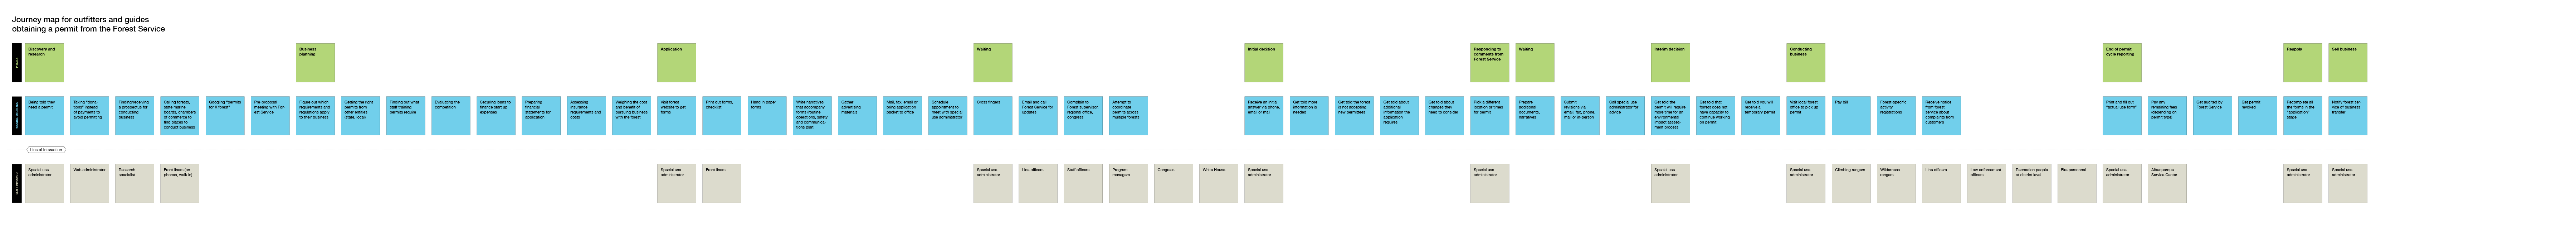 Journey map for outfitters and guides
obtaining a permit from the Forest Service
Discovery and
research
Business
planning
Application
Waiting
Initial decision
Responding to
comments from
Forest Service
Waiting
Interim decision
Conducting
business
End of permit
cycle reporting
Reapply
Sell business
Being told they
need a permit
Taking "dona-
tions" instead
of payments to
avoid permitting
Finding/receiving
a prospectus for
conducting
business
Calling forests,
state marine
forests, chambers
of commerce to
find places to
conduct business
Googling "permits
for X forest"
Pre-proposal
meeting with For-
est Service
Figure out which
requirements and
regulations apply
to their business
Getting the right
permits from
other entities
(state, local)
Finding out what
staff training
permits require
Evaluating the
competition
Securing loans to
finance start up
expenses
Preparing
financial
statements for
application
Assessing
insurance
requirements and
costs
Weighing the cost
and benefit of
pursuing business
with the forest
Visit forest
website to get
forms
Print out forms,
checklist
Hand in paper
forms
Write narratives
that accompany
forms (routine
operations, safety
and communica-
tions plan)
Gather
advertising
materials
Mail, fax, email or
bring application
packet to office
Schedule
appointment to
meet with special
use administrator
Cross fingers
Email and call
Forest Service for
updates
Complain to
Forest supervisor,
regional office,
congress
Attempt to
coordinate
permits across
multiple forests
Receive an initial
answer via phone,
email or mail
Get told more
information is
needed
Get told the forest
is not accepting
new permittees
Get told about
additional
information the
application
requires
Get told about
changes they
need to consider
Pick a different
location or times
for permit
Prepare
additional
documents,
narratives
Submit
revisions via
email, fax, phone,
mail or in-person
Call special use
administrator for
advice
Get told the
permit will require
more time for an
environmental
impact assess-
ment process
Get told that
forest does not
have capacity to
continue working
on permit
Get told you will
receive a
temporary permit
Visit local forest
office to pick up
permit
Pay bill
Forest-specific
activity
registrations
Receive notice
from forest
service about
complaints from
customers
Print and fill out
"actual use form"
Pay any
remaining fees
(depending on
permit type)
Get audited by
Forest Service
Get permit
revoked
Recomplete all
the forms in the
"application"
stage
Notify forest ser-
vice of business
transfer
Line of Interaction
Special use
administrator
Web administrator
Research
specialist
Front liners (on
phones, walk in)
Special use
administrator
Front liners
Special use
administrator
Line officers
Staff officers
Program
managers
Congress
White House
Special use
administrator
Special use
administrator
Special use
administrator
Special use
administrator
Climbing rangers
Wilderness
rangers
Line officers
Law enforcement
officers
Recreation people
at district level
Fire personnel
Special use
administrator
Albuquerque
Service Center
Special use
administrator
Special use
administrator